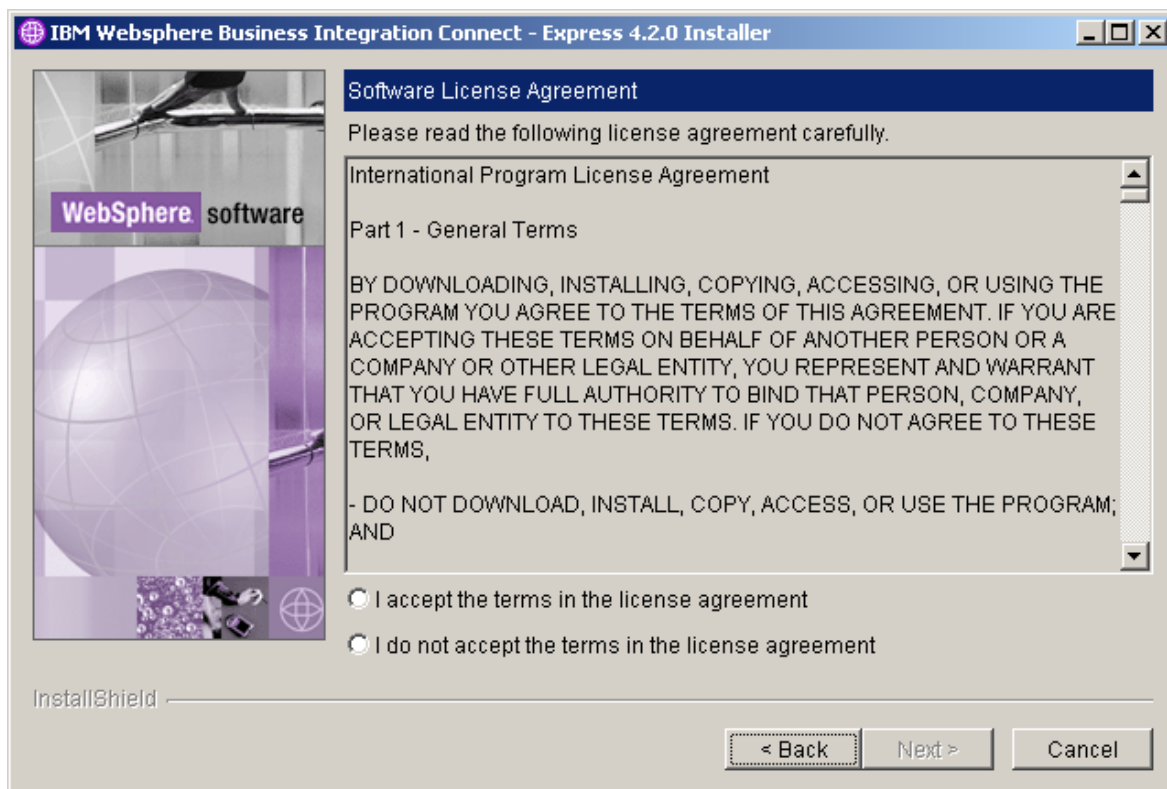 IBM Websphere Business Integration Connect - Express 4.2.0 Installer
WebSphere software
Software License Agreement
Please read the following license agreement carefully.
International Program License Agreement
Part 1 - General Terms
BY DOWNLOADING, INSTALLING, COPYING, ACCESSING, OR USING THE
PROGRAM YOU AGREE TO THE TERMS OF THIS AGREEMENT. IF YOU ARE
ACCEPTING THESE TERMS ON BEHALF OF ANOTHER PERSON OR A
COMPANY OR OTHER LEGAL ENTITY, YOU REPRESENT AND WARRANT
THAT YOU HAVE FULL AUTHORITY TO BIND THAT PERSON, COMPANY,
OR LEGAL ENTITY TO THESE TERMS. IF YOU DO NOT AGREE TO THESE
TERMS,
- DO NOT DOWNLOAD, INSTALL, COPY, ACCESS, OR USE THE PROGRAM;
AND
I accept the terms in the license agreement
I do not accept the terms in the license agreement
InstallShield
< Back Next > Cancel